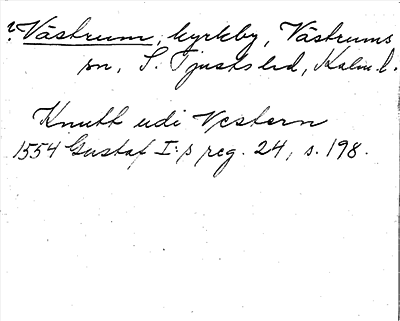 v. Västrum, kyrkby, Västrums
sn, S. Tjusts hd, Kalm. l.
Knutt udi Vestern
1554 Gustaf I:s reg. 24, s. 198.